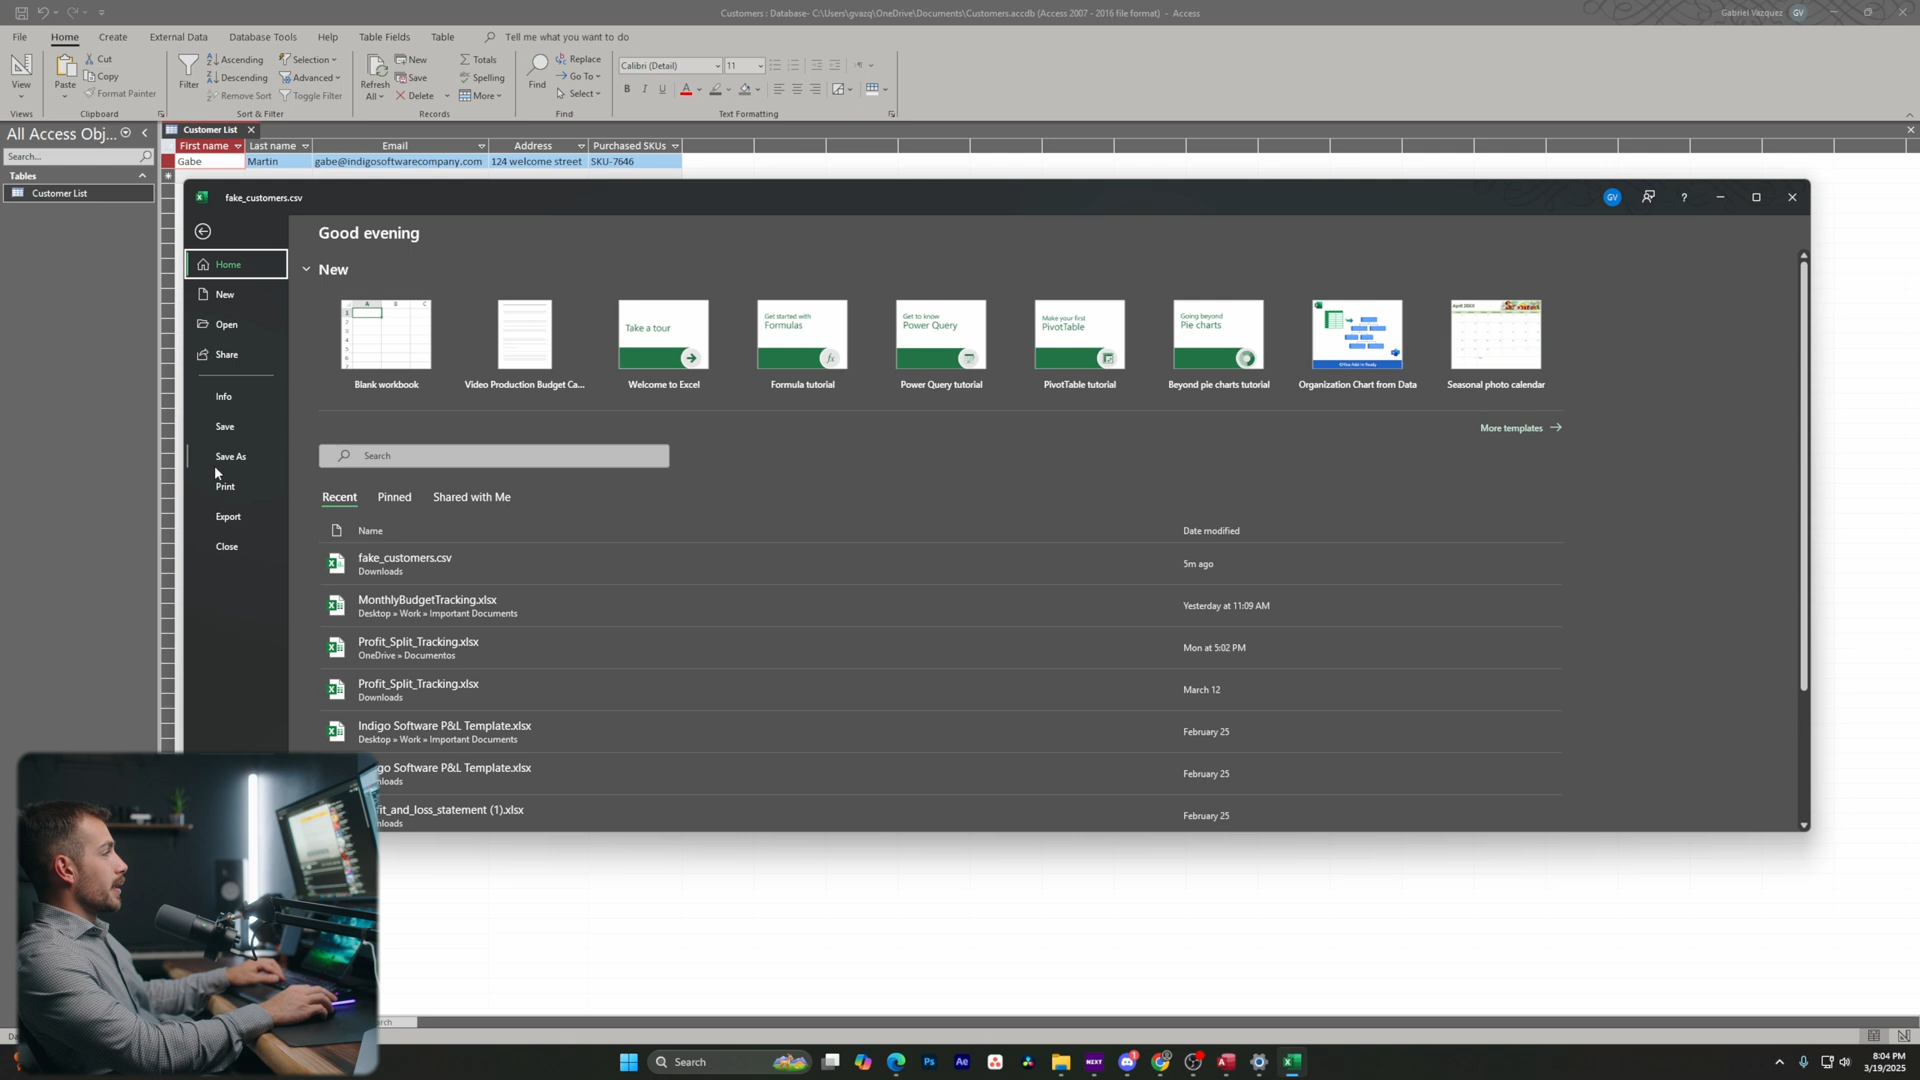 Customers : Database- C:\Users\gvazq\OneDrive\Documents\Customers.accdb (Access 2007 - 2016 file format) - Access
Gabriel Vazquez GV
File Home Create External Data Database Tools Help Table Fields Table Tell me what you want to do
View
Views
Paste
Cut
Copy
Format Painter
Clipboard
Filter
Ascending
Descending
Remove Sort
Selection
Advanced
Toggle Filter
Sort & Filter
Refresh All
New
Save
Delete
Totals
Spelling
More
Records
Find
Replace
Go To
Select
Find
Calibri (Detail) 11
B I U A
Text Formatting
All Access Obj...
Search...
Tables
Customer List
Customer List
First name Last name Email Address Purchased SKUs
Gabe Martin gabe@indigosoftwarecompany.com 124 welcome street SKU-7646
fake_customers.csv
GV ?
Home
New
Open
Share
Info
Save
Save As
Print
Export
Close
Good evening
New
Take a tour
Get started with
Formulas
Get to know
Power Query
Make your first
PivotTable
Going beyond
Pie charts
Blank workbook
Video Production Budget Ca...
Welcome to Excel
Formula tutorial
Power Query tutorial
PivotTable tutorial
Beyond pie charts tutorial
Organization Chart from Data
Seasonal photo calendar
More templates
Search
Recent Pinned Shared with Me
Name Date modified
fake_customers.csv
Downloads
5m ago
MonthlyBudgetTracking.xlsx
Desktop » Work » Important Documents
Yesterday at 11:09 AM
Profit_Split_Tracking.xlsx
OneDrive » Documentos
Mon at 5:02 PM
Profit_Split_Tracking.xlsx
Downloads
March 12
Indigo Software P&L Template.xlsx
Desktop » Work » Important Documents
February 25
go Software P&L Template.xlsx
nloads
February 25
fit_and_loss_statement (1).xlsx
nloads
February 25
arch
Search
8:04 PM
3/19/2025